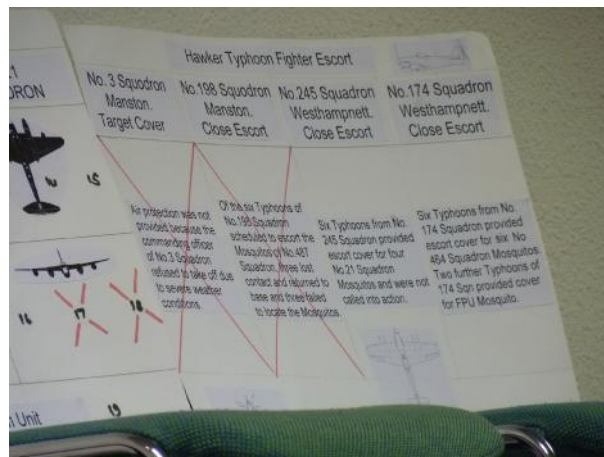 .1
DRON
Hawker Typhoon Fighter Escort
No. 3 Squodron
Manston.
Target Cover
No.198 Squodron
Manston.
Close Escort
No.245 Squadron
Westhampnett.
Close Escort
No.174 Squadron
Westhampnett.
Close Escort
15
16
17
18
19
Air protection was not
provided because the
commanding officer
of No.3 Squadron
refused to take off due
to severe weather
conditions.
Of the six Typhoons of
No.198 Squadron
scheduled to escort the
Mosquitos of No.487
Squadron, three lost
contact and returned to
base and three failed
to locate the Mosquitos.
Six Typhoons from No.
245 Squadron provided
escort cover for four
No.21 Squadron
Mosquitos and were not
called into action.
Six Typhoons from No.
174 Squadron provided
escort cover for six No
464 Squadron Mosquitos.
Two further Typhoons of
174 Sqn provided cover
for FPU Mosquito.
n Unit